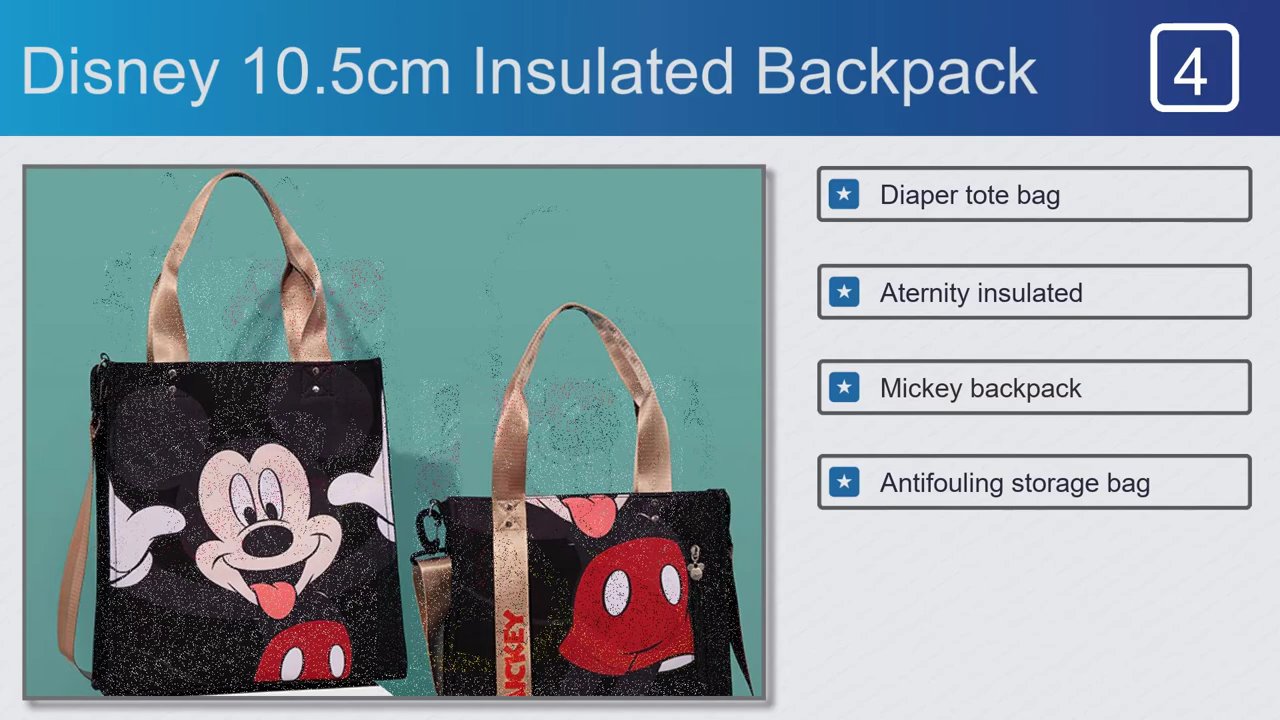 Disney 10.5cm Insulated Backpack
4
Diaper tote bag
Aternity insulated
Mickey backpack
Antifouling storage bag
MICKEY